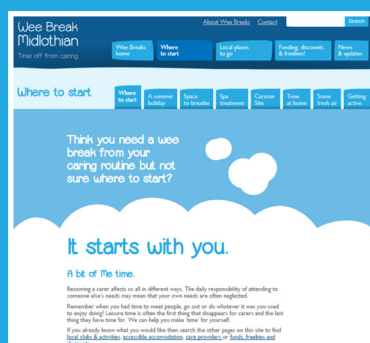 About Wee Breaks Contact Search
Wee Break
Midlothian
Time off from caring
Wee Breaks
home
Where
to start
Local places
to go
Funding, discounts
& freebies!
News
& updates
Where to start
Where
to start
A summer
holiday
Space
to breathe
Spa
treatment
Caravan
Site
Time
at home
Some
fresh air
Getting
active
Think you need a wee
break from your
caring routine but not
sure where to start?
It starts with you.
A bit of Me time.
Becoming a carer affects us all in different ways. The daily responsibility of attending to
someone else's needs may mean that your own needs are often neglected.
Remember when you had time to meet people, go out or do whatever it was you used
to enjoy doing? Leisure time is often the first thing that disappears for carers and the last
thing they have time for. We can help you make 'time' for yourself.
If you already know what you would like then search the other pages on this site to find
local clubs & activities, accessible accomodation, care providers or funds, freebies and